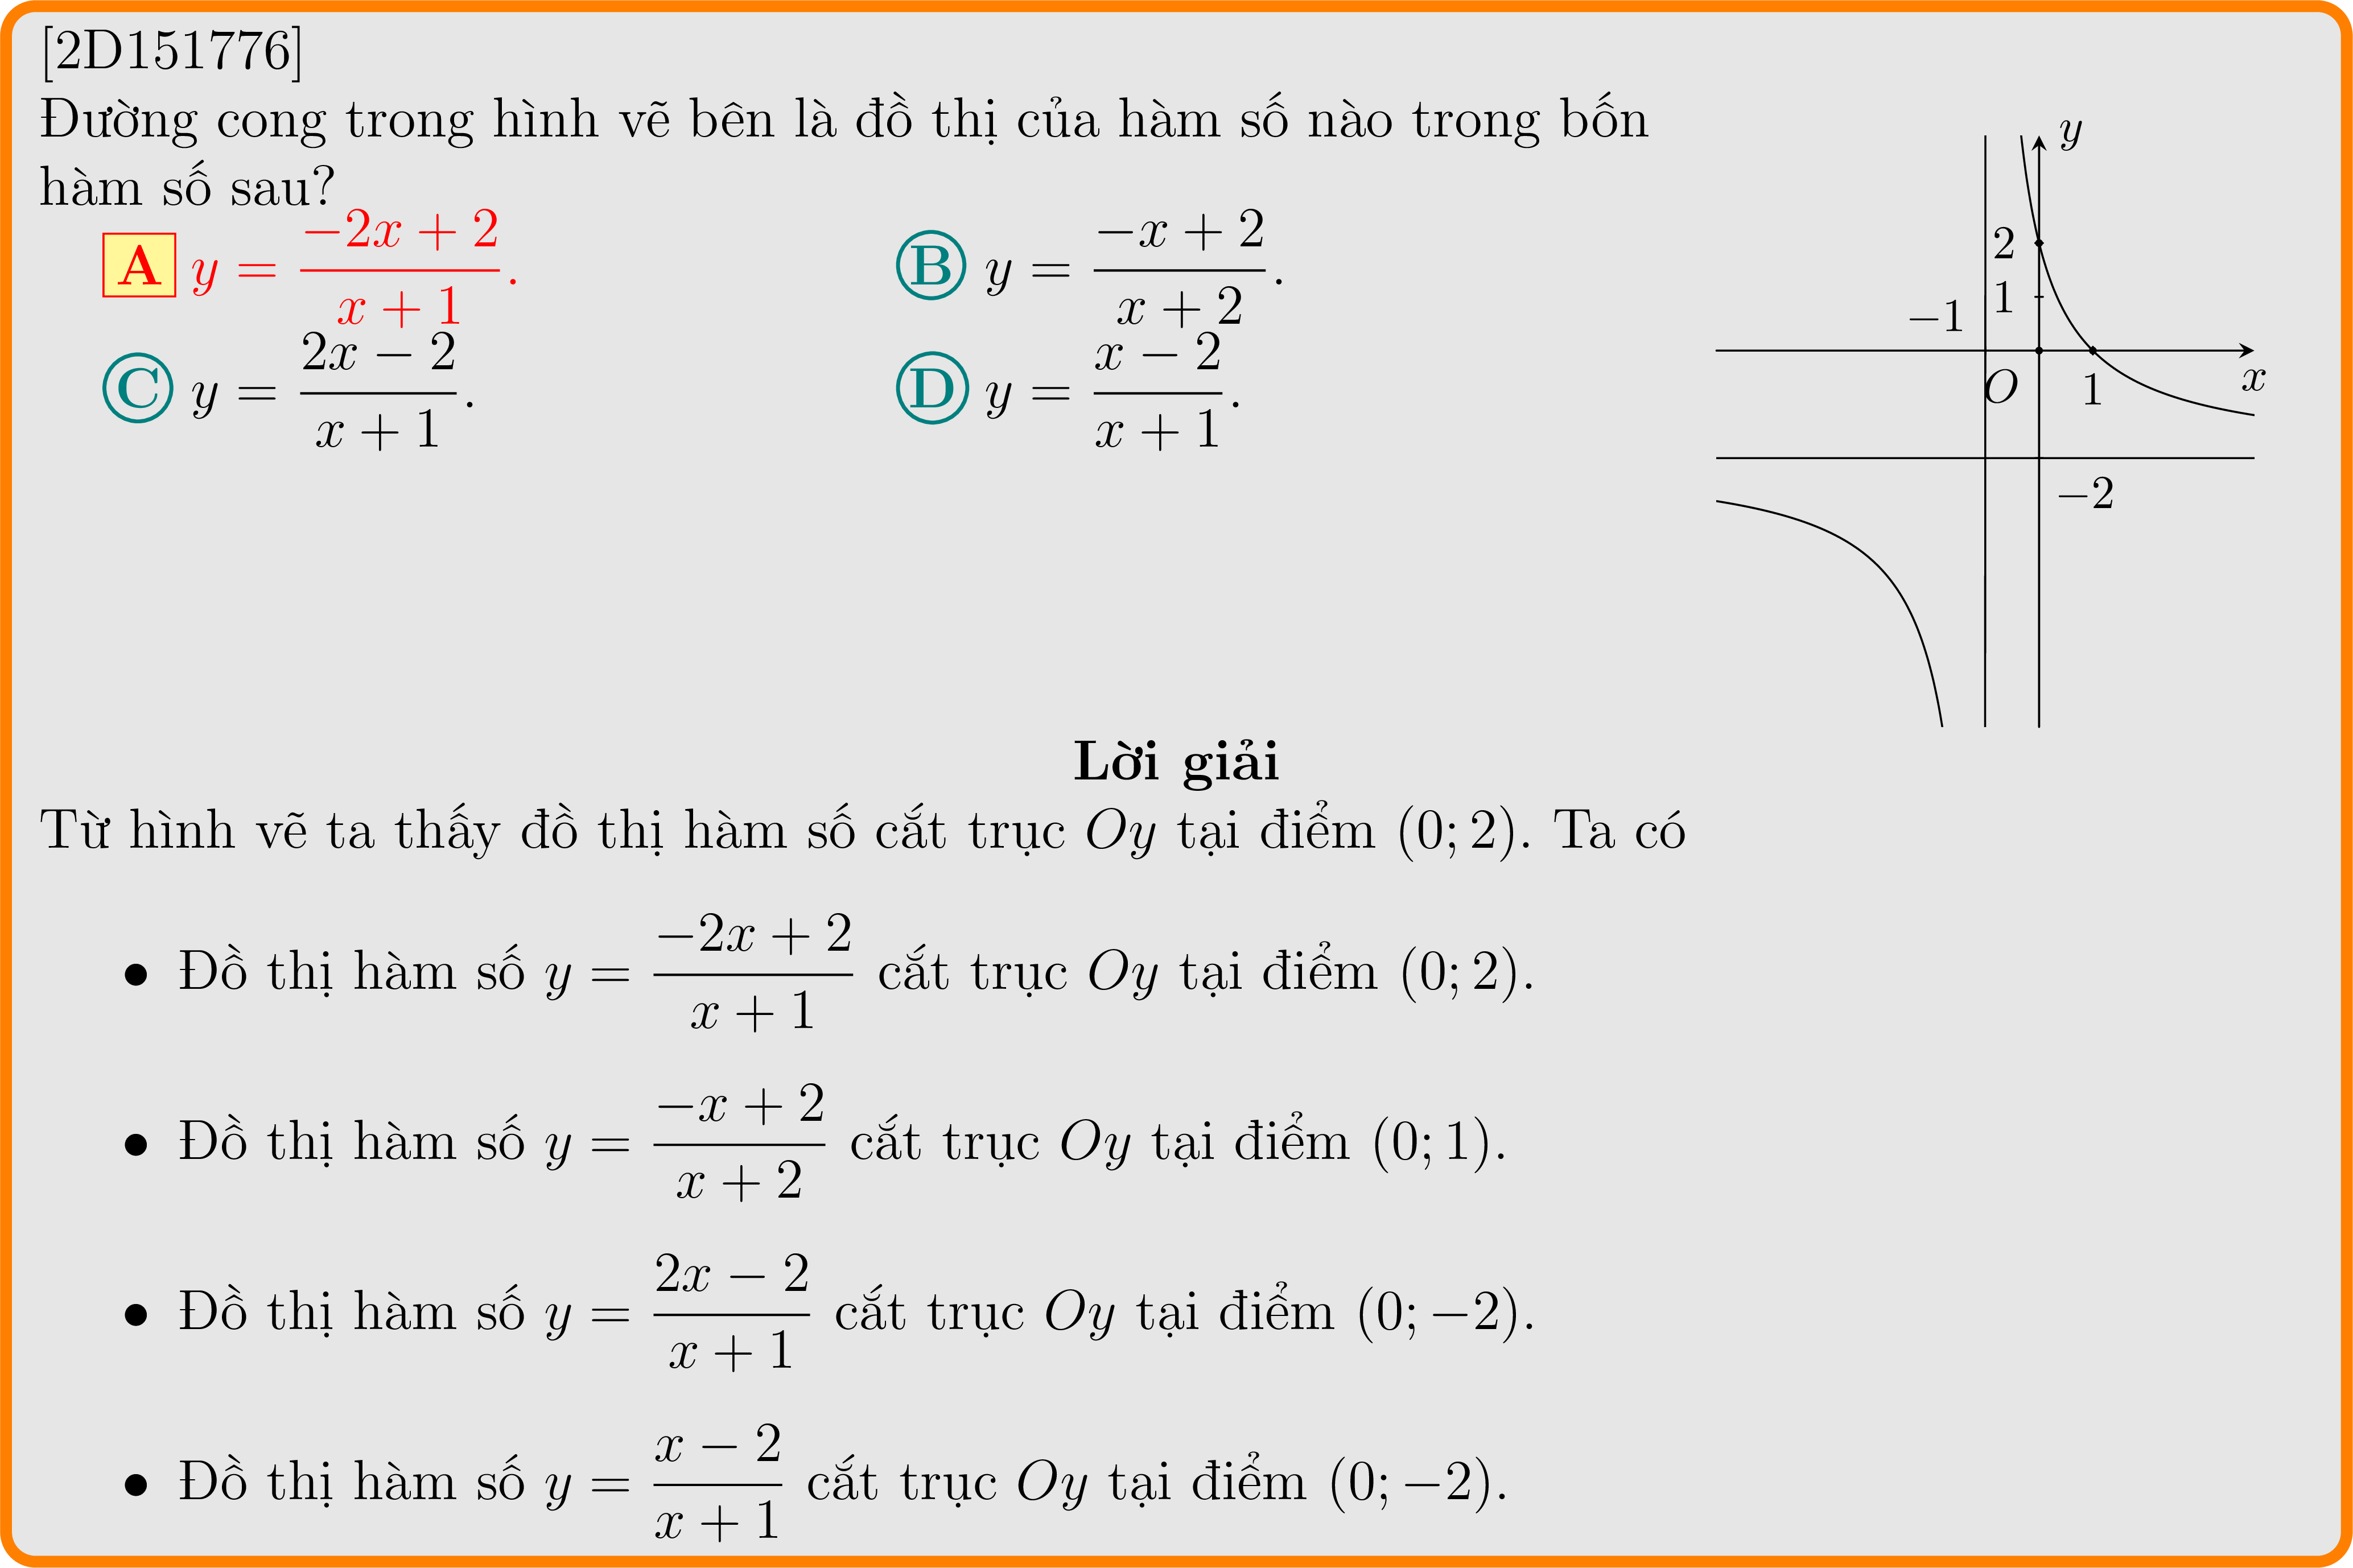 [2D151776]
Đường cong trong hình vẽ bên là đồ thị của hàm số nào trong bốn
hàm số sau?
A y = \frac{-2x + 2}{x + 1}. B y = \frac{-x + 2}{x + 2}.
C y = \frac{2x - 2}{x + 1}. D y = \frac{x - 2}{x + 1}.
y
2
1
−1
O
1
x
−2
Lời giải
Từ hình vẽ ta thấy đồ thị hàm số cắt trục Oy tại điểm (0; 2). Ta có
• Đồ thị hàm số y = \frac{-2x + 2}{x + 1} cắt trục Oy tại điểm (0; 2).
• Đồ thị hàm số y = \frac{-x + 2}{x + 2} cắt trục Oy tại điểm (0; 1).
• Đồ thị hàm số y = \frac{2x - 2}{x + 1} cắt trục Oy tại điểm (0; −2).
• Đồ thị hàm số y = \frac{x - 2}{x + 1} cắt trục Oy tại điểm (0; −2).